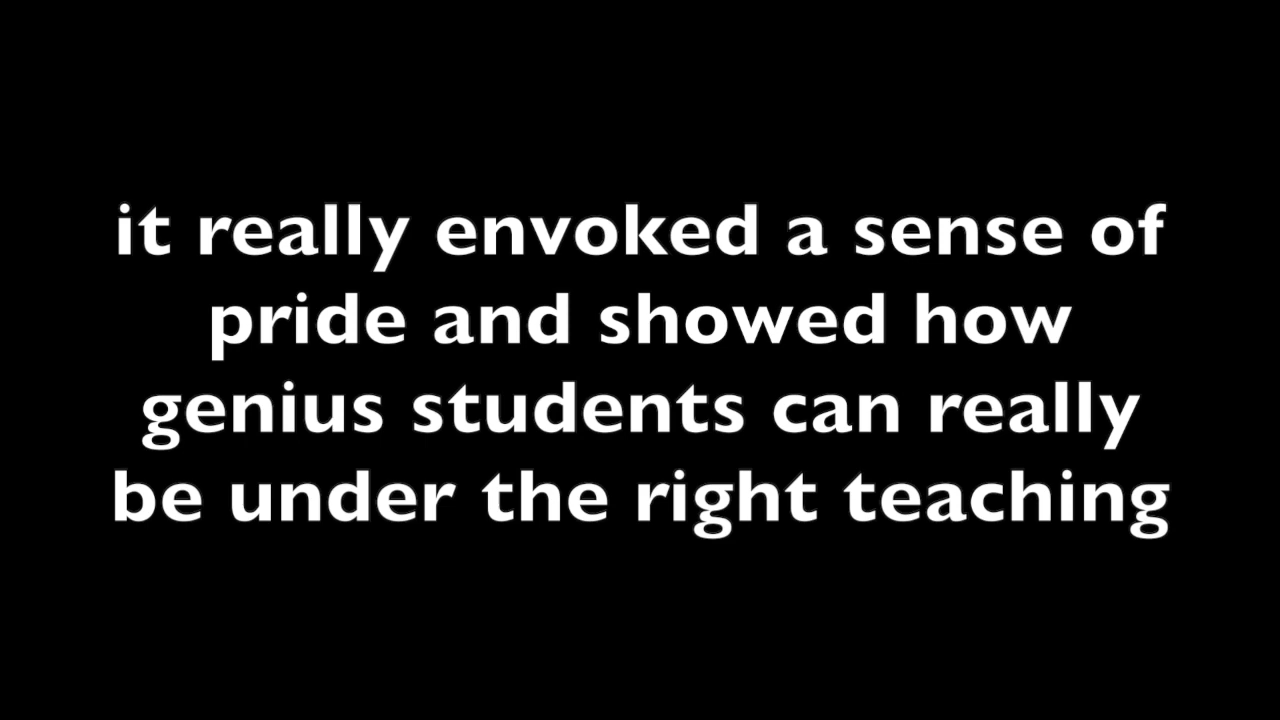 it really envoked a sense of
pride and showed how
genius students can really
be under the right teaching